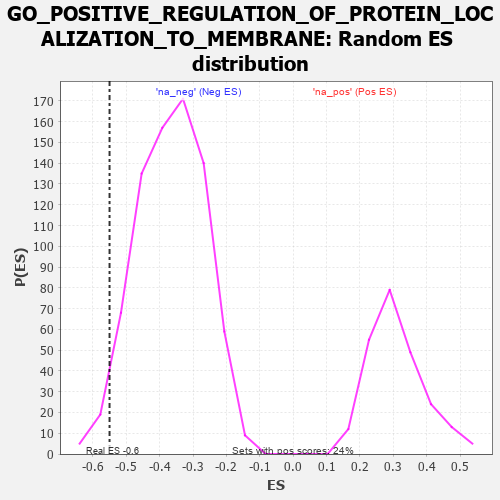 GO_POSITIVE_REGULATION_OF_PROTEIN_LOC
ALIZATION_TO_MEMBRANE: Random ES
distribution
'na_neg' (Neg ES)
'na_pos' (Pos ES)
170
160
150
140
130
120
110
100
90
80
70
60
50
40
30
20
10
0
P(ES)
Real ES -0.6
Sets with pos scores: 24%
-0.6 -0.5 -0.4 -0.3 -0.2 -0.1 0.0 0.1 0.2 0.3 0.4 0.5
ES